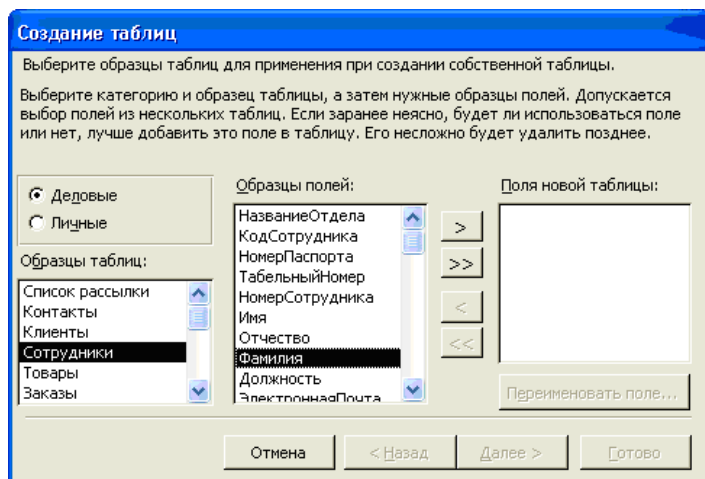 Создание таблиц
Выберите образцы таблиц для применения при создании собственной таблицы.
Выберите категорию и образец таблицы, а затем нужные образцы полей. Допускается
выбор полей из нескольких таблиц. Если заранее неясно, будет ли использоваться поле
или нет, лучше добавить это поле в таблицу. Его несложно будет удалить позднее.
Деловые
Личные
Образцы таблиц:
Список рассылки
Контакты
Клиенты
Сотрудники
Товары
Заказы
Образцы полей:
НазваниеОтдела
КодСотрудника
НомерПаспорта
ТабельныйНомер
НомерСотрудника
Имя
Отчество
Фамилия
Должность
ЭлектроннаяПочта
>
>>
<
<<
Поля новой таблицы:
Переименовать поле...
Отмена
< Назад
Далее >
Готово